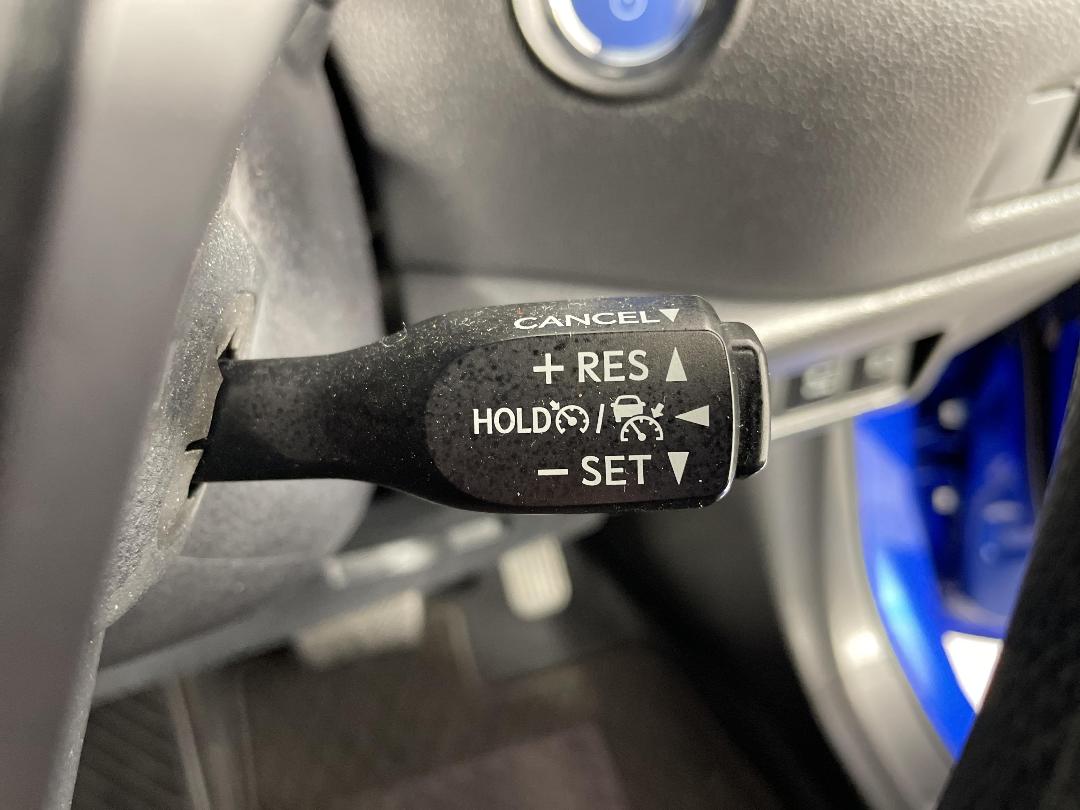 CANCEL▼
+ RES ▲
HOLD / ◀
− SET ▼